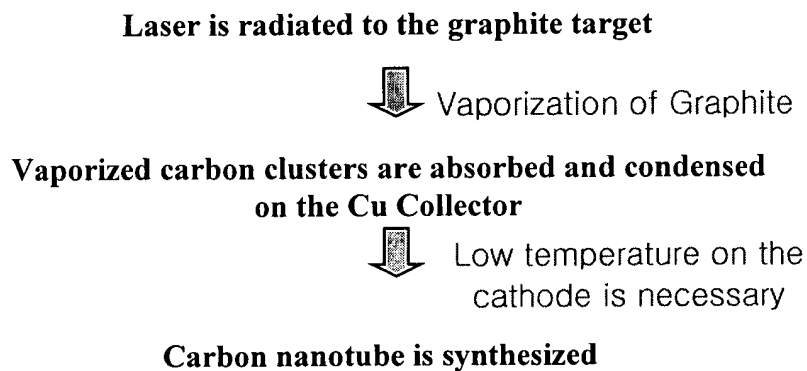 Laser is radiated to the graphite target
Vaporization of Graphite
Vaporized carbon clusters are absorbed and condensed
on the Cu Collector
Low temperature on the
cathode is necessary
Carbon nanotube is synthesized